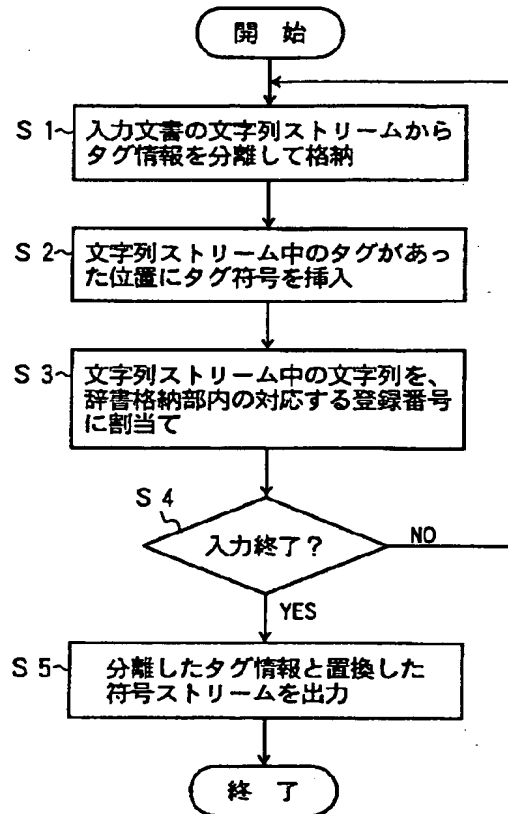 開 始
S1 入力文書の文字列ストリームから
タグ情報を分離して格納
S2 文字列ストリーム中のタグがあっ
た位置にタグ符号を挿入
S3 文字列ストリーム中の文字列を、
辞書格納部内の対応する登録番号
に割当て
S4
入力終了？ NO
YES
S5 分離したタグ情報と置換した
符号ストリームを出力
終 了